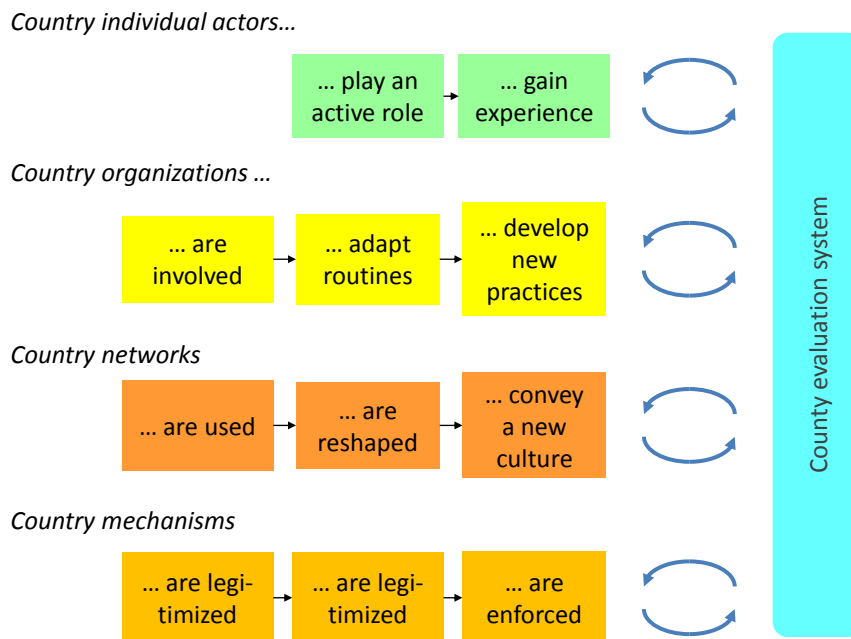 Country individual actors…
… play an
active role
… gain
experience
Country organizations …
… are
involved
… adapt
routines
… develop
new
practices
Country networks
… are used
… are
reshaped
… convey
a new
culture
Country mechanisms
… are legi-
timized
… are legi-
timized
… are
enforced
County evaluation system